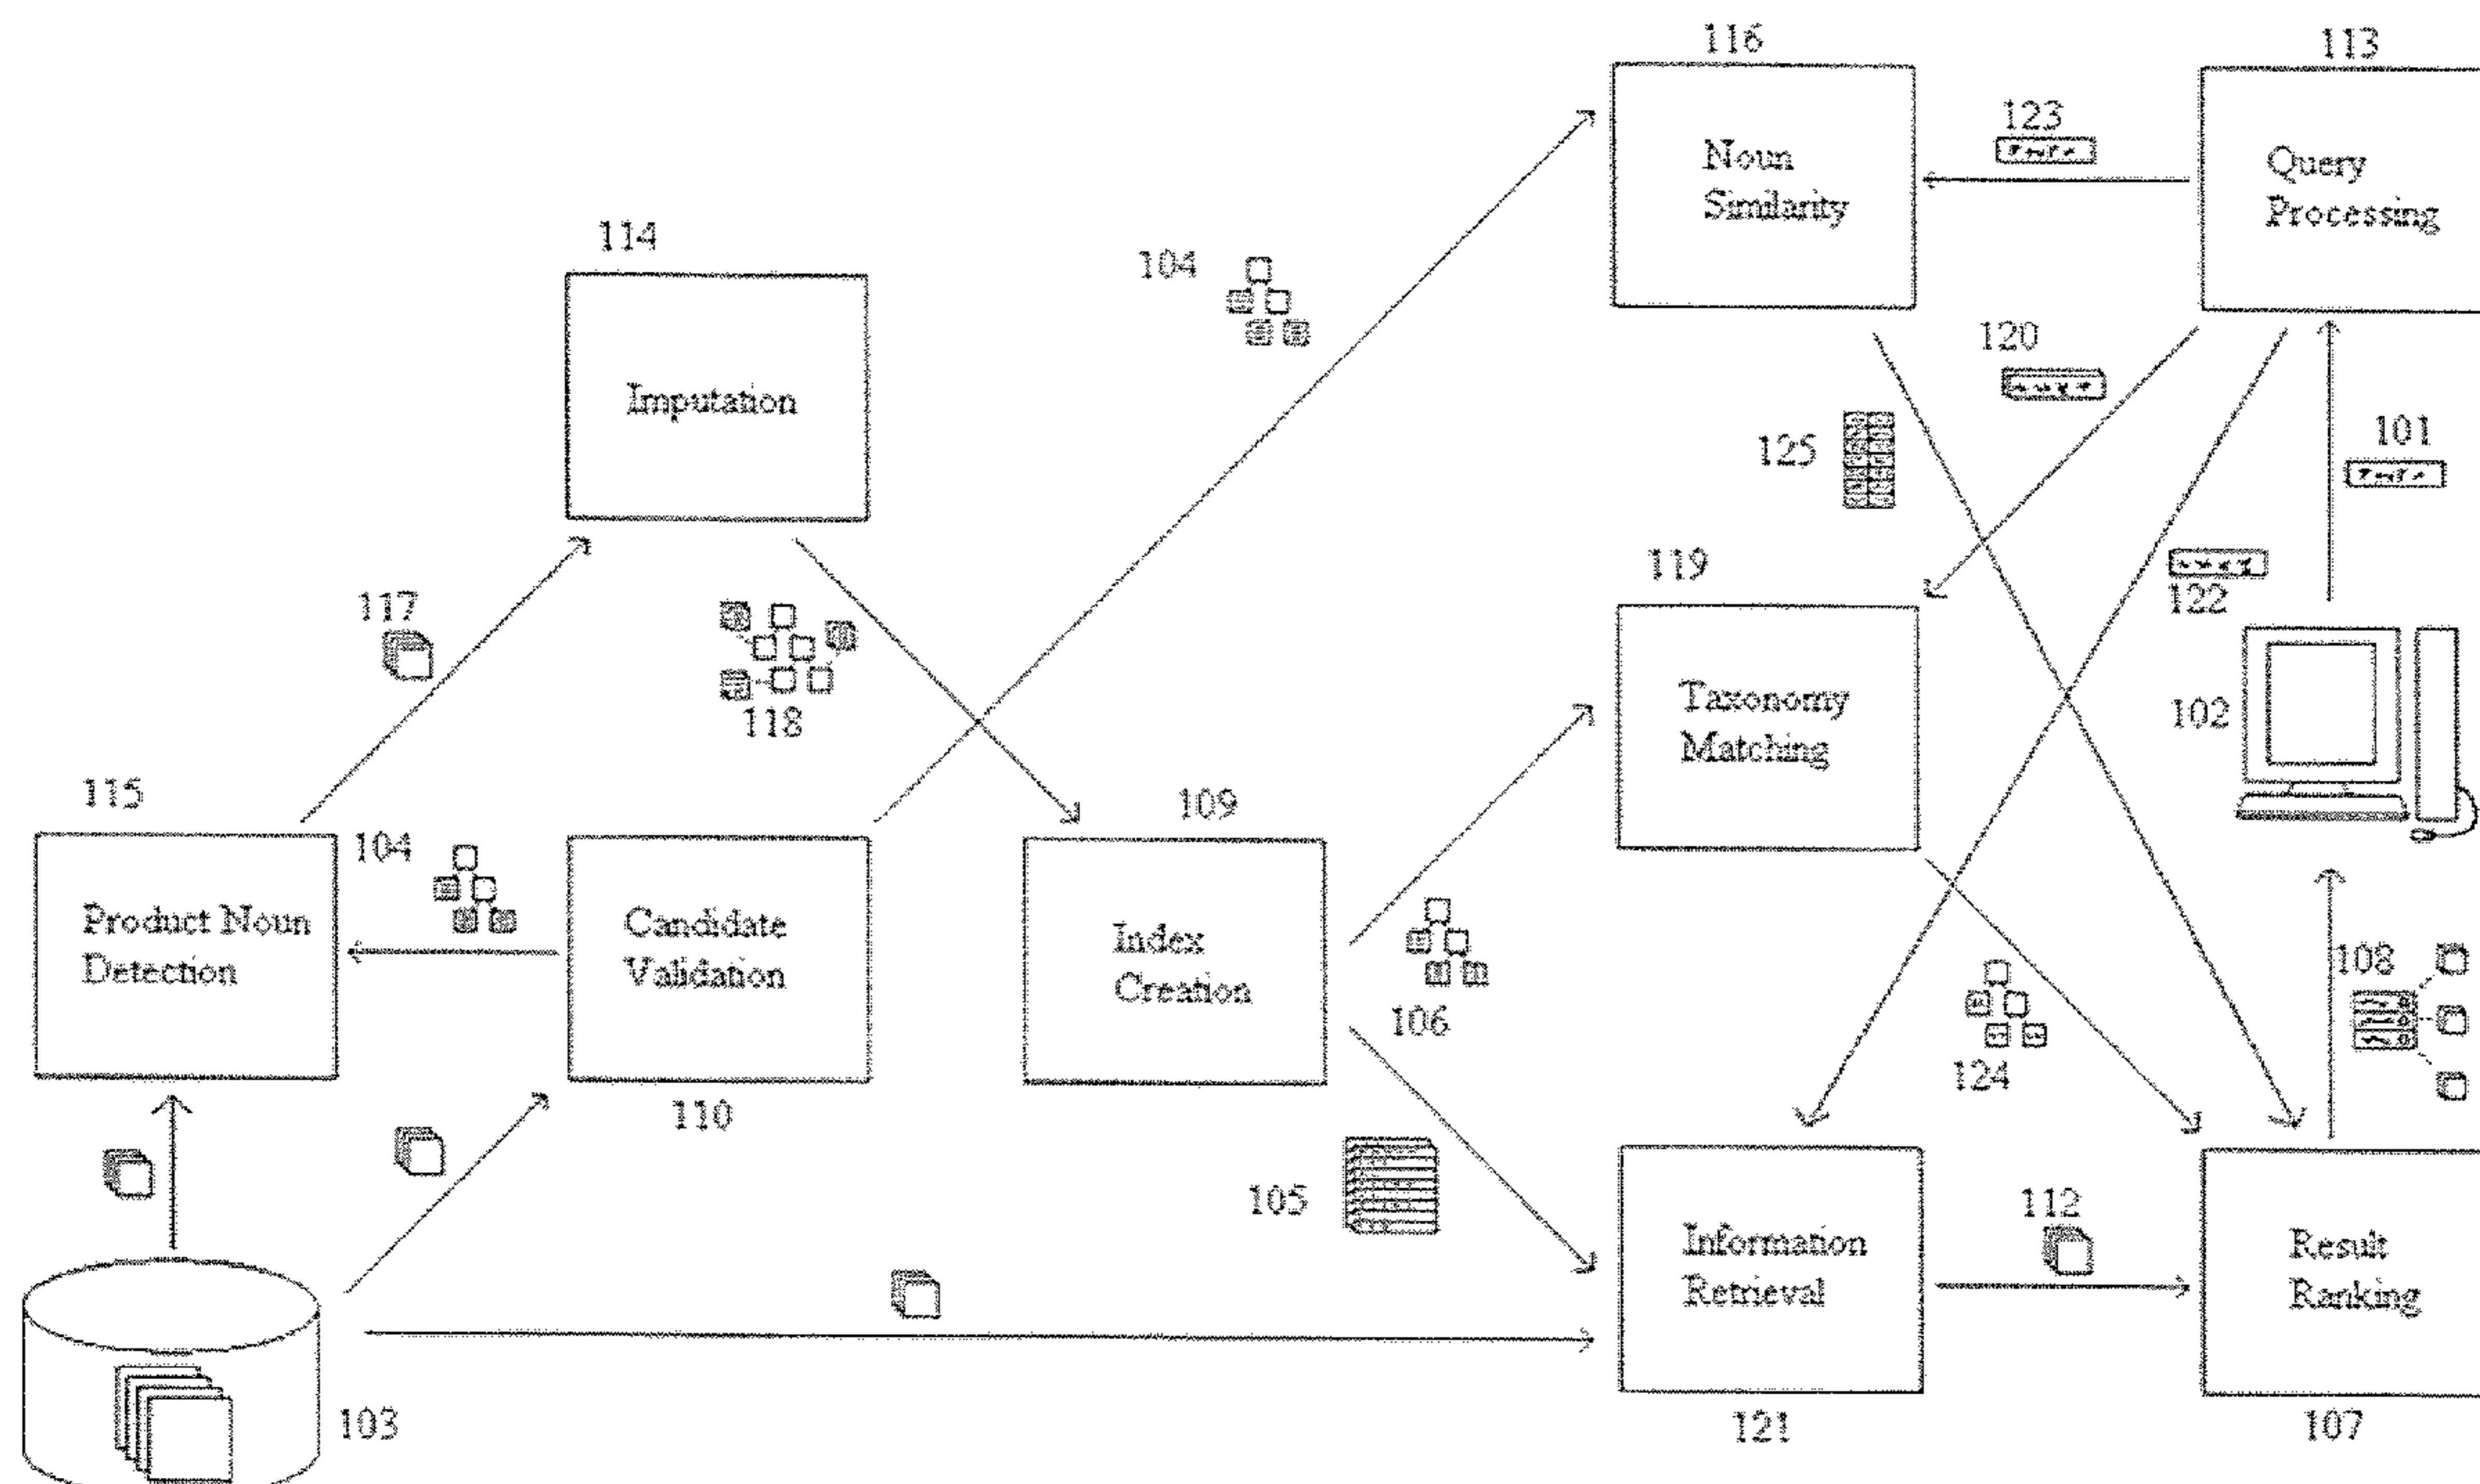 116
113
123
Noun
Similarity
Query
Processing
114
104
120
Imputation
101
125
119
122
117
118
Taxonomy
Matching
102
115
109
104
Product Noun
Detection
Candidate
Validation
Index
Creation
108
106
124
110
105
112
Information
Retrieval
Result
Ranking
103
121
107